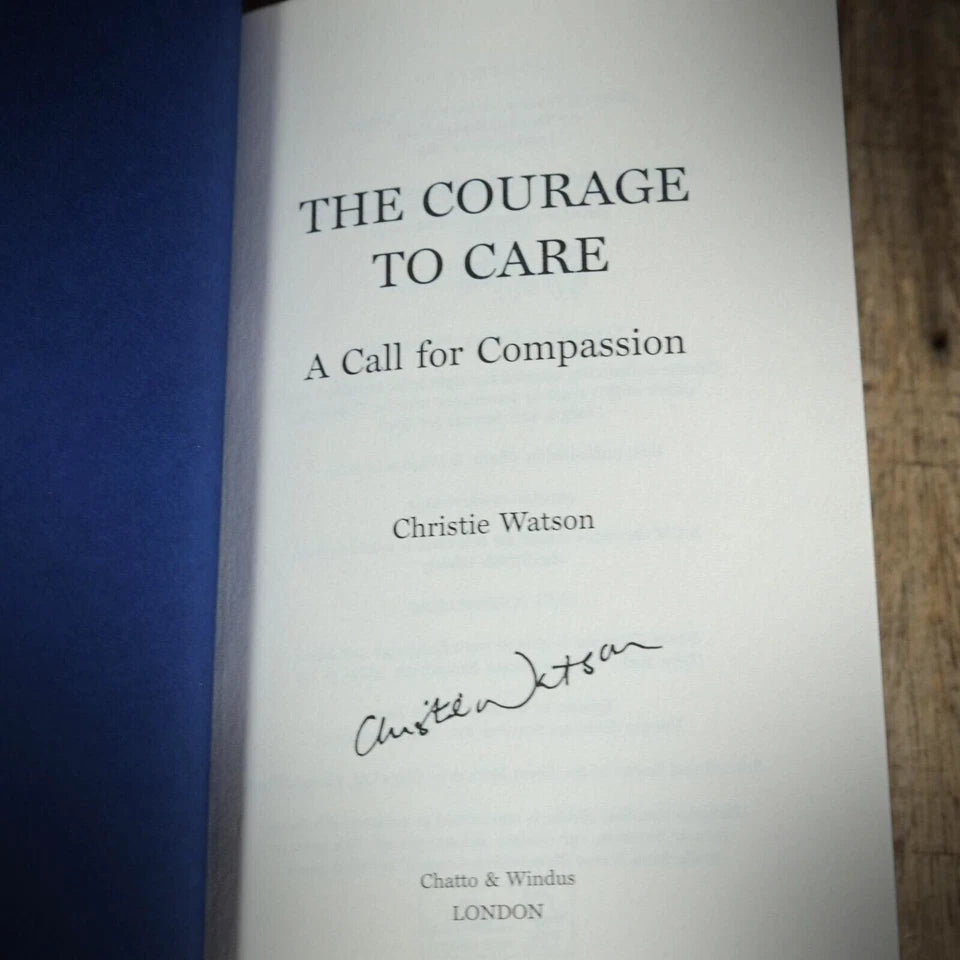 THE COURAGE
TO CARE
A Call for Compassion
Christie Watson
Christie Watson
Chatto & Windus
LONDON